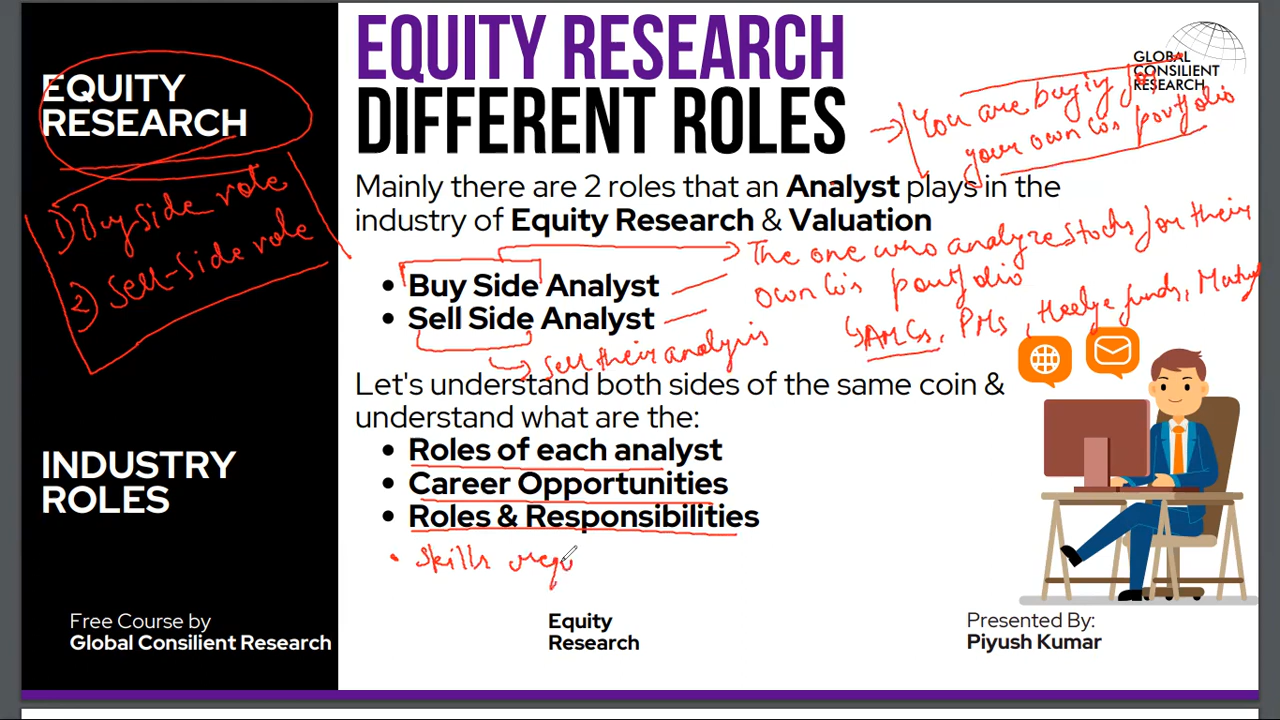 EQUITY
RESEARCH
1) Buy side role
2) Sell-side role
INDUSTRY
ROLES
Free Course by
Global Consilient Research
EQUITY RESEARCH
DIFFERENT ROLES
GLOBAL
CONSILIENT
RESEARCH
You are buyiy for
your own Co's portfolio
Mainly there are 2 roles that an Analyst plays in the
industry of Equity Research & Valuation
• Buy Side Analyst
• Sell Side Analyst
The one who analyze stocks for their
own Co's portfolio
AMCs, PMs, Hedge funds,
Sell their analysis
Let's understand both sides of the same coin &
understand what are the:
• Roles of each analyst
• Career Opportunities
• Roles & Responsibilities
• Skills requ
Equity
Research
Presented By:
Piyush Kumar